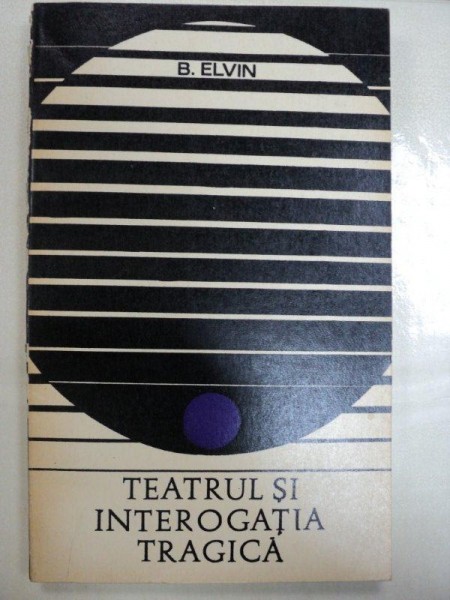 B. ELVIN
TEATRUL ȘI
INTEROGAȚIA
TRAGICĂ